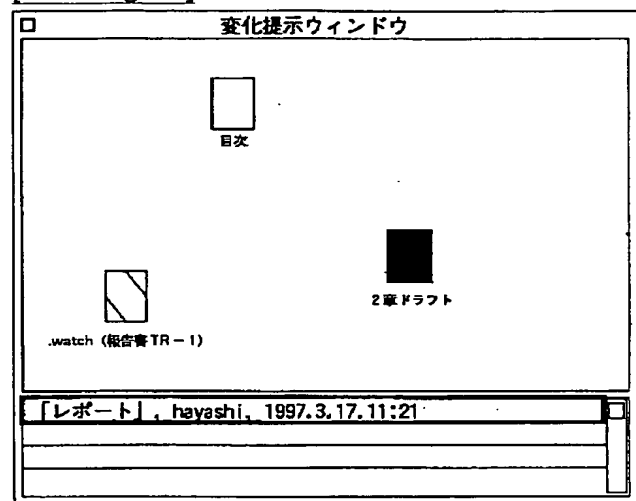 変化提示ウィンドウ
目次
2章ドラフト
.watch (報告書TR-1)
「レポート」, hayashi, 1997.3.17.11:21